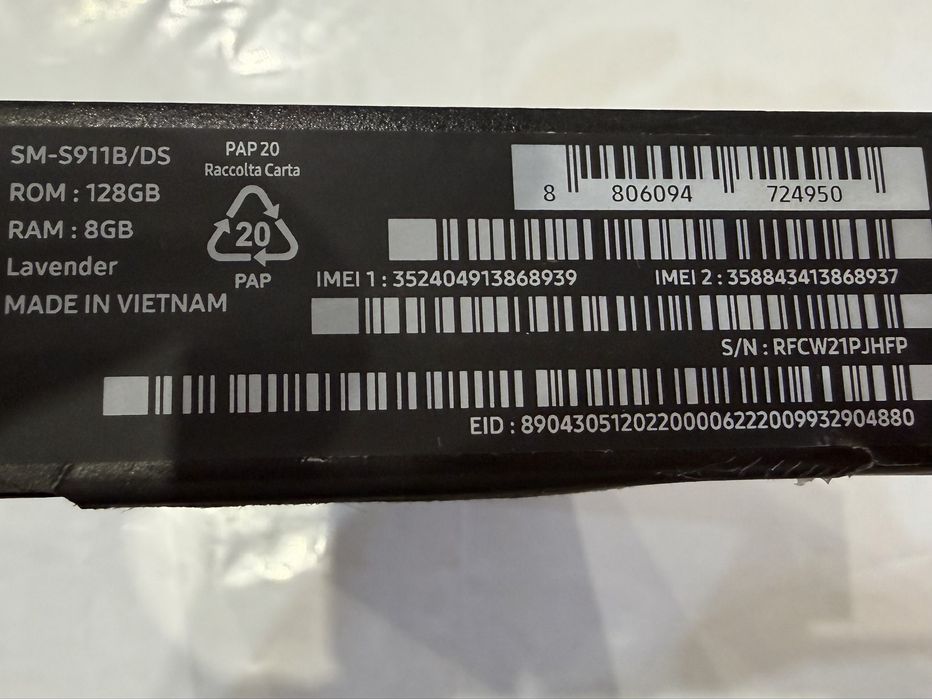 SM-S911B/DS
ROM : 128GB
RAM : 8GB
Lavender
MADE IN VIETNAM
PAP 20
Raccolta Carta
20
PAP
8 806094 724950
IMEI 1 : 352404913868939 IMEI 2 : 358843413868937
S/N : RFCW21PJHFP
EID : 89043051202200006222009932904880